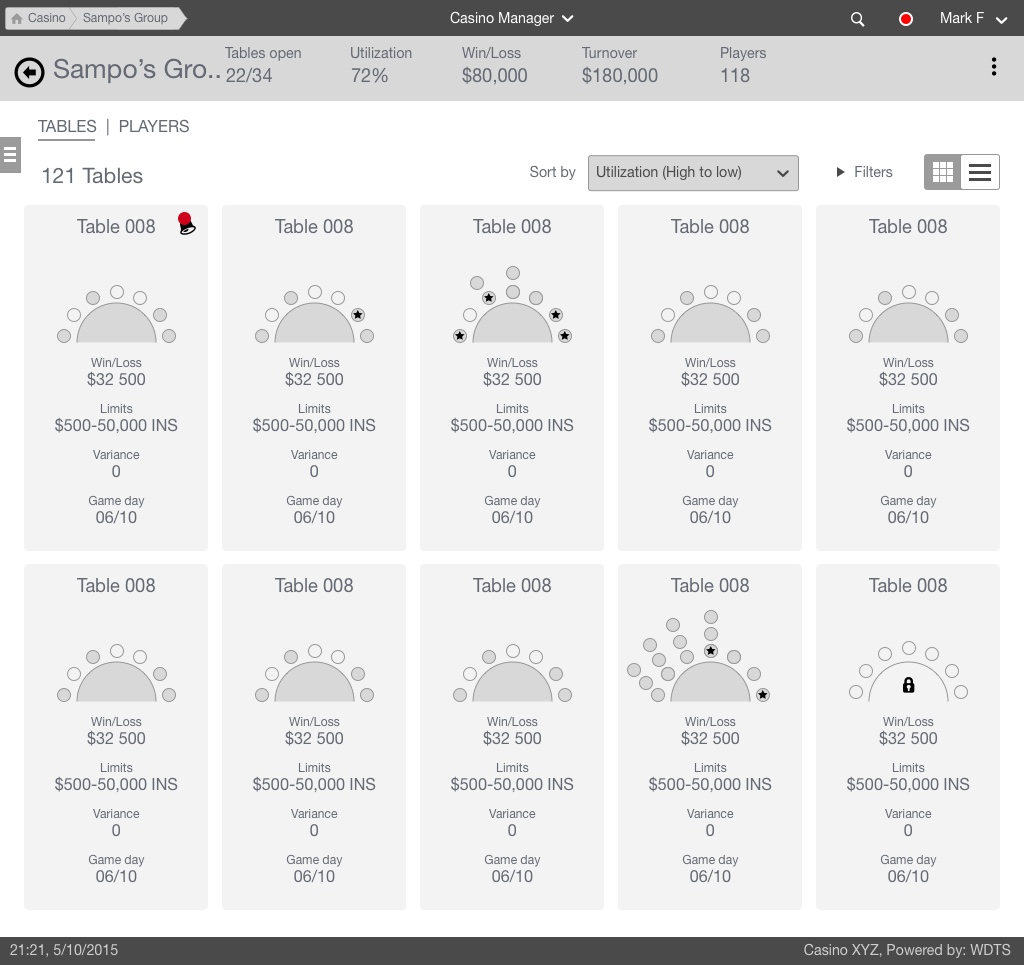 Casino Sampo's Group Casino Manager Mark F
Sampo's Gro..
Tables open Utilization Win/Loss Turnover Players
22/34 72% $80,000 $180,000 118
TABLES | PLAYERS
121 Tables Sort by Utilization (High to low) Filters
Table 008 Table 008 Table 008 Table 008 Table 008
Win/Loss Win/Loss Win/Loss Win/Loss Win/Loss
$32 500 $32 500 $32 500 $32 500 $32 500
Limits Limits Limits Limits Limits
$500-50,000 INS $500-50,000 INS $500-50,000 INS $500-50,000 INS $500-50,000 INS
Variance Variance Variance Variance Variance
0 0 0 0 0
Game day Game day Game day Game day Game day
06/10 06/10 06/10 06/10 06/10
Table 008 Table 008 Table 008 Table 008 Table 008
Win/Loss Win/Loss Win/Loss Win/Loss Win/Loss
$32 500 $32 500 $32 500 $32 500 $32 500
Limits Limits Limits Limits Limits
$500-50,000 INS $500-50,000 INS $500-50,000 INS $500-50,000 INS $500-50,000 INS
Variance Variance Variance Variance Variance
0 0 0 0 0
Game day Game day Game day Game day Game day
06/10 06/10 06/10 06/10 06/10
21:21, 5/10/2015 Casino XYZ, Powered by: WDTS